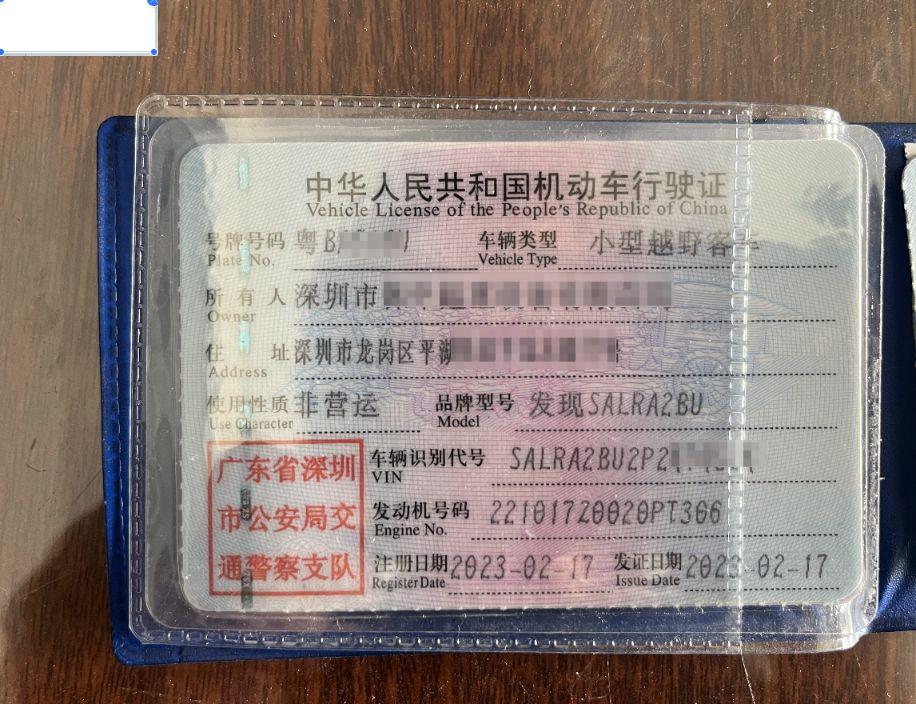 中华人民共和国机动车行驶证
Vehicle License of the People's Republic of China
号牌号码 粤B 车辆类型 小型越野客车
Plate No. Vehicle Type
所有人 深圳市
Owner
住址 深圳市龙岗区平湖
Address
使用性质 非营运 品牌型号 发现SALRA2BU
Use Character Model
广东省深圳
市公安局交
通警察支队
车辆识别代号 SALRA2BU2P2
VIN
发动机号码 22101720020PT306
Engine No.
注册日期 2023-02-17 发证日期 2023-02-17
Register Date Issue Date